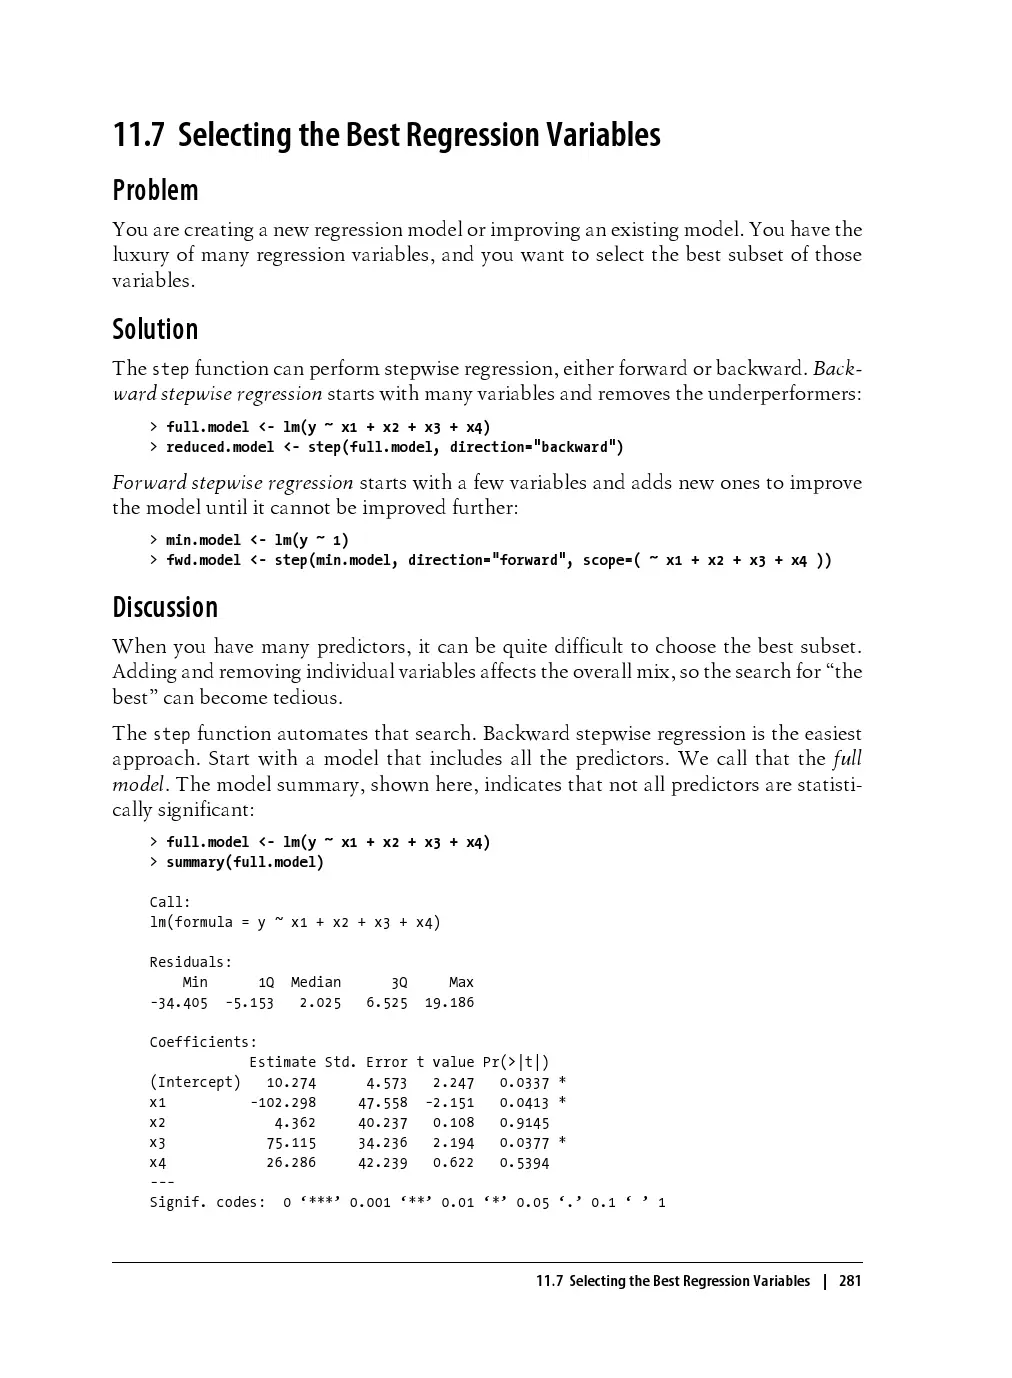 11.7 Selecting the Best Regression Variables
Problem
You are creating a new regression model or improving an existing model. You have the
luxury of many regression variables, and you want to select the best subset of those
variables.
Solution
The step function can perform stepwise regression, either forward or backward. Back-
ward stepwise regression starts with many variables and removes the underperformers:
> full.model <- lm(y ~ x1 + x2 + x3 + x4)
> reduced.model <- step(full.model, direction="backward")
Forward stepwise regression starts with a few variables and adds new ones to improve
the model until it cannot be improved further:
> min.model <- lm(y ~ 1)
> fwd.model <- step(min.model, direction="forward", scope=( ~ x1 + x2 + x3 + x4 ))
Discussion
When you have many predictors, it can be quite difficult to choose the best subset.
Adding and removing individual variables affects the overall mix, so the search for “the
best” can become tedious.
The step function automates that search. Backward stepwise regression is the easiest
approach. Start with a model that includes all the predictors. We call that the full
model. The model summary, shown here, indicates that not all predictors are statisti-
cally significant:
> full.model <- lm(y ~ x1 + x2 + x3 + x4)
> summary(full.model)
Call:
lm(formula = y ~ x1 + x2 + x3 + x4)
Residuals:
    Min      1Q  Median      3Q     Max
-34.405  -5.153   2.025   6.525  19.186
Coefficients:
            Estimate Std. Error t value Pr(>|t|)
(Intercept)   10.274      4.573   2.247   0.0337 *
x1          -102.298     47.558  -2.151   0.0413 *
x2             4.362     40.237   0.108   0.9145
x3            75.115     34.236   2.194   0.0377 *
x4            26.286     42.239   0.622   0.5394
---
Signif. codes:  0 ‘***’ 0.001 ‘**’ 0.01 ‘*’ 0.05 ‘.’ 0.1 ‘ ’ 1
11.7 Selecting the Best Regression Variables | 281